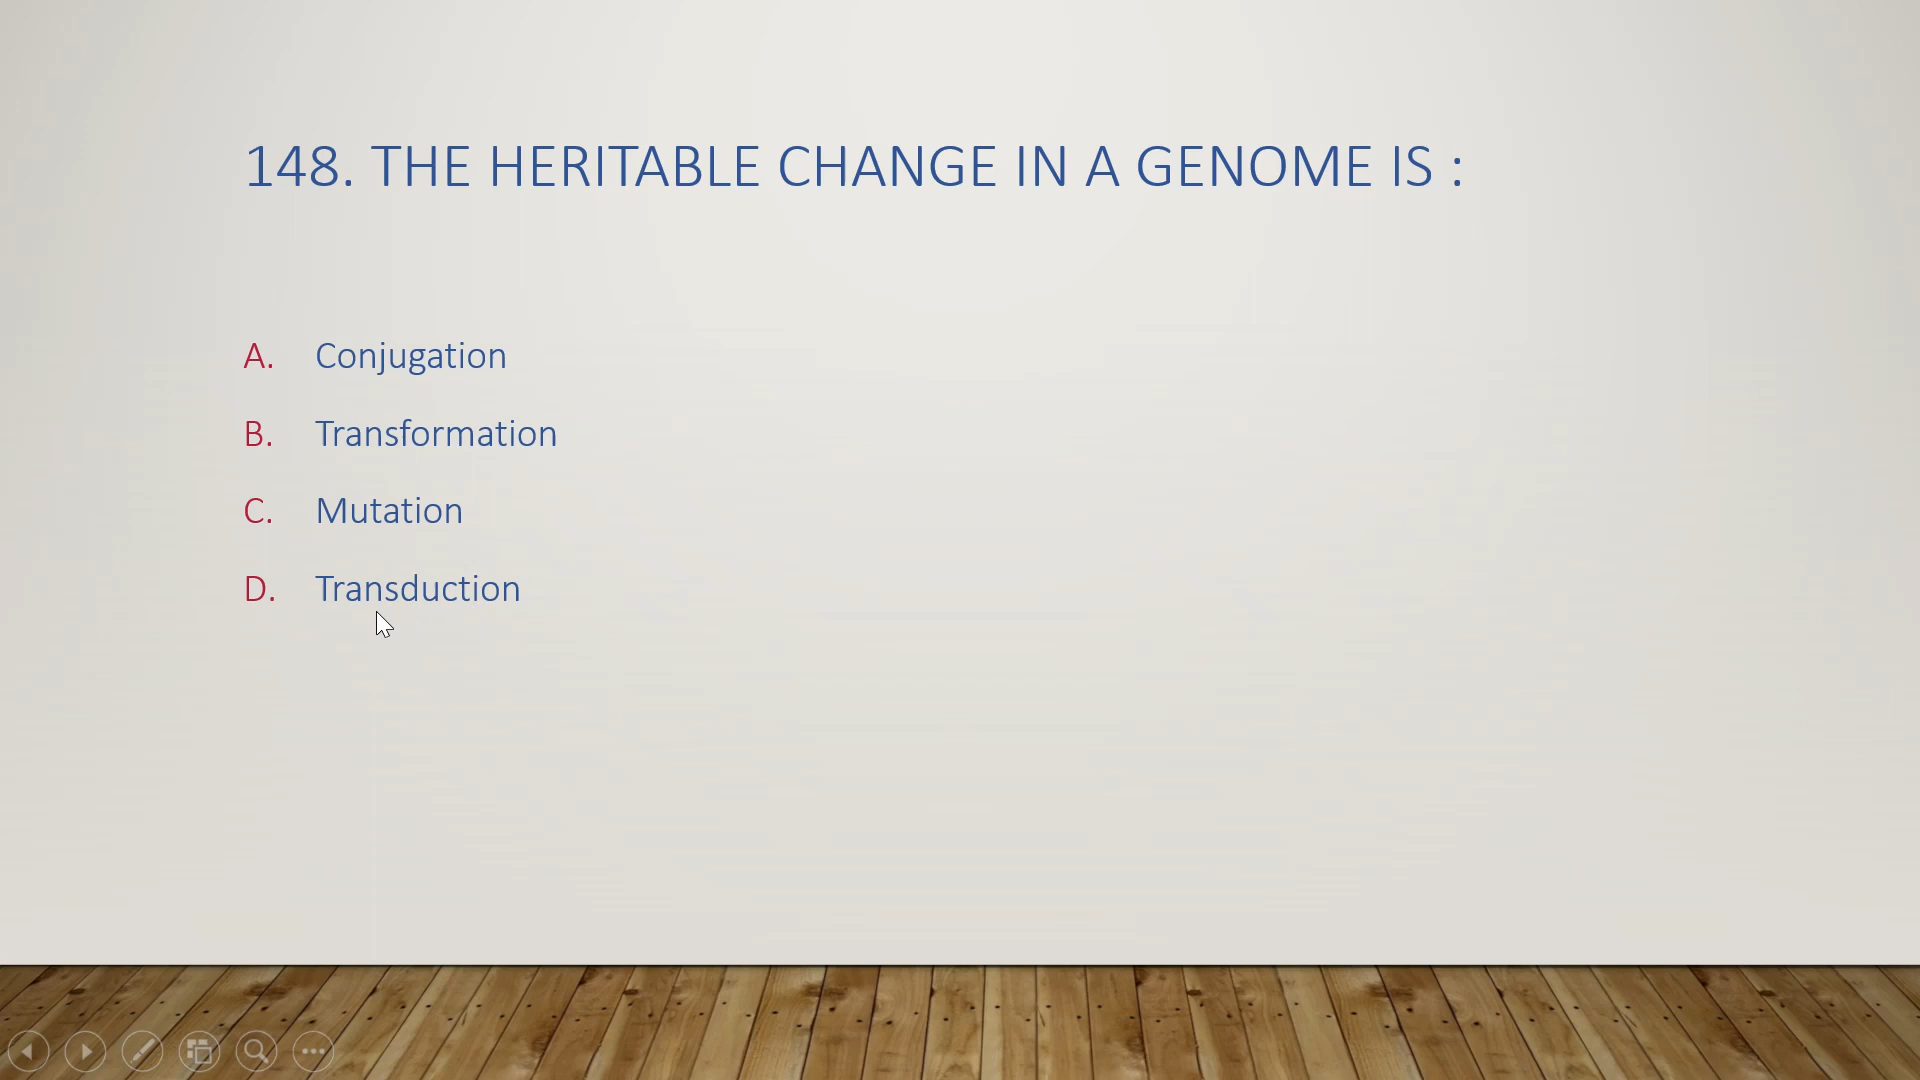 148. THE HERITABLE CHANGE IN A GENOME IS :
A. Conjugation
B. Transformation
C. Mutation
D. Transduction